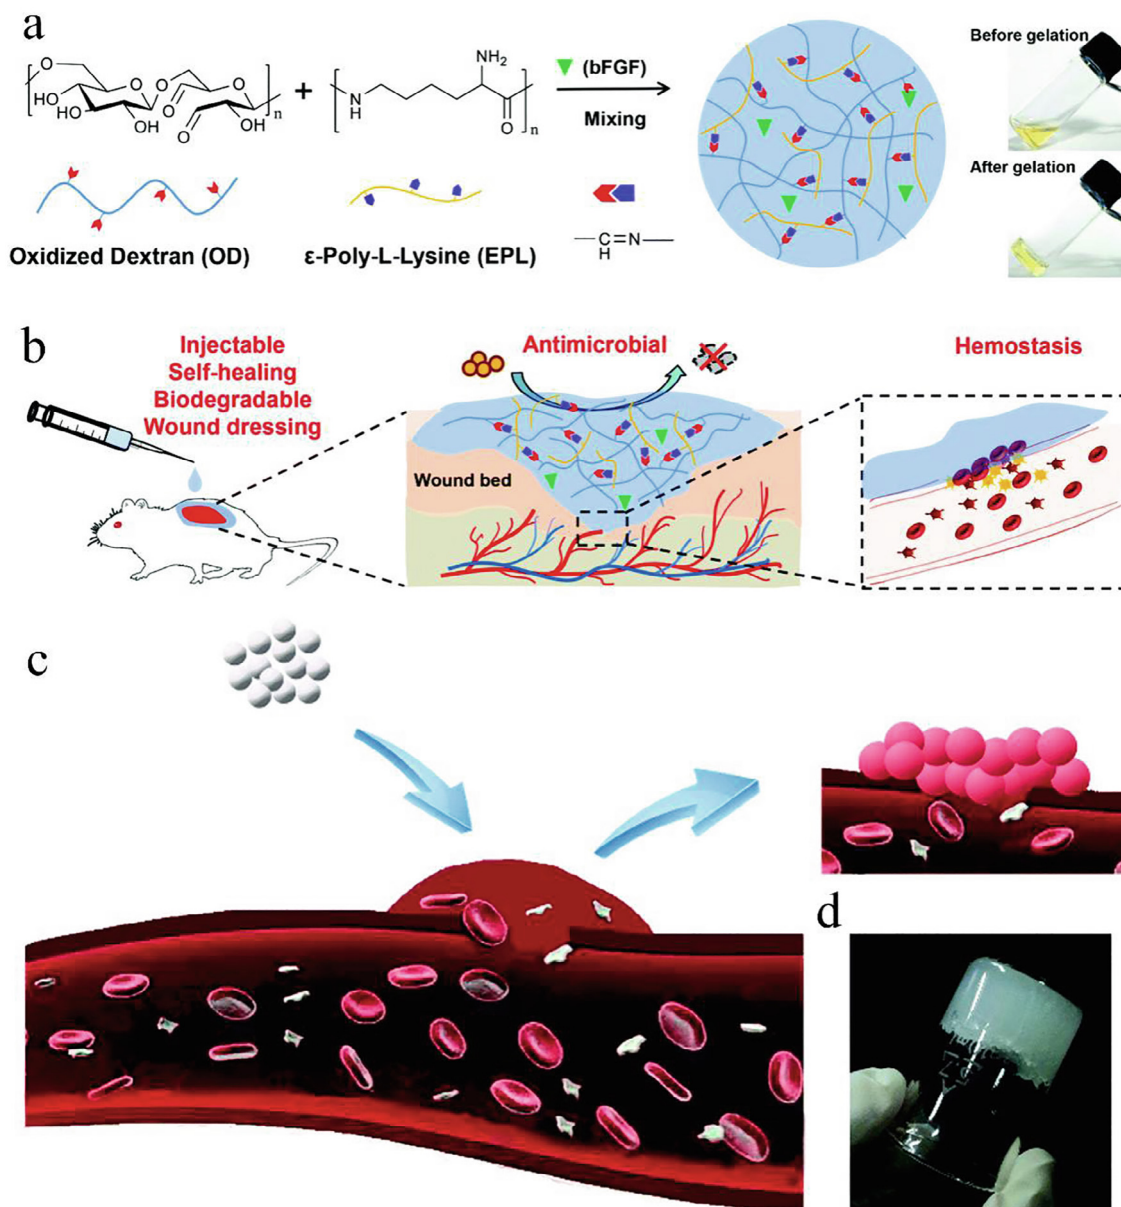 a
O
O
O
O
HO
HO
OH
O
O
O
OH
n
+
N
H
NH2
O
n
(bFGF)
Mixing
Before gelation
After gelation
Oxidized Dextran (OD)
ε-Poly-L-Lysine (EPL)
C=N
H
b
Injectable
Self-healing
Biodegradable
Wound dressing
Antimicrobial
Wound bed
Hemostasis
c
d